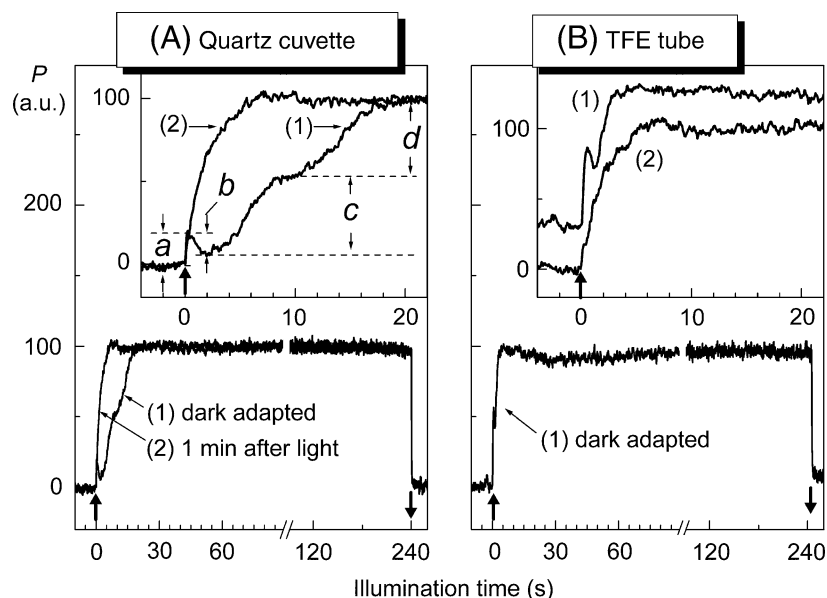 (A) Quartz cuvette
(B) TFE tube
P
(a.u.)
100
0
200
100
0
(2)
(1)
a
b
c
d
0
10
20
(1) dark adapted
(2) 1 min after light
0
30
60
120
240
100
0
(1)
(2)
0
10
20
(1) dark adapted
0
30
60
120
240
Illumination time (s)